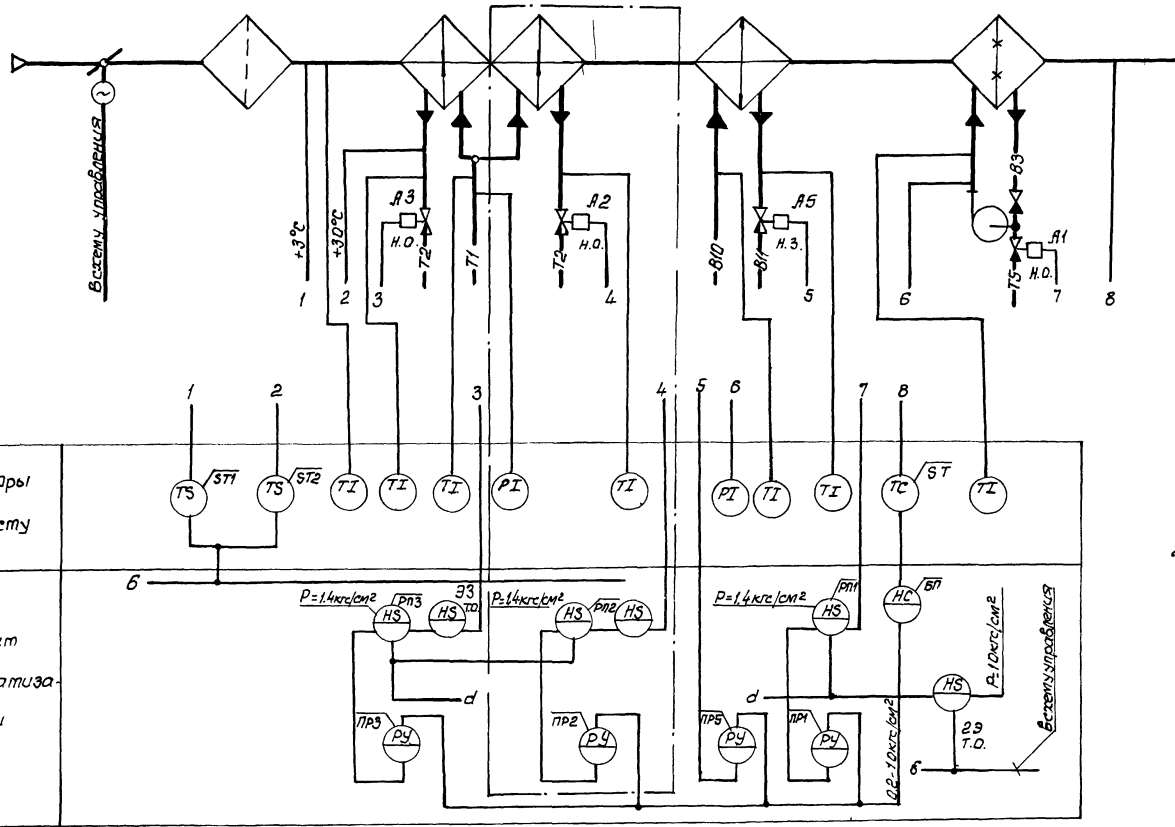 В схему управления
+3°С
1
+30°С
2
А3
Н.О.
3
Т2
Т1
А2
Н.О.
Т2
4
В10
В11
А5
Н.З.
5
6
В3
А1
Н.О.
Т5
7
8
1
2
3
4
5
6
7
8
TS
ST1
TS
ST2
TI
TI
TI
PI
TI
PI
TI
TI
TC
ST
TI
б
P=1.4кгс/см²
HS
РП3
HS
ЭЗ
Т.О.
P=1.4кгс/см²
HS
РП2
HS
P=1,4кгс/см²
HS
РП1
HC
БП
d
d
HS
2Э
Т.О.
P=1.0кгс/см²
В схему управления
ПР3
РУ
ПР2
РУ
ПР5
РУ
ПР1
РУ
0.2-1.0кгс/см²
б